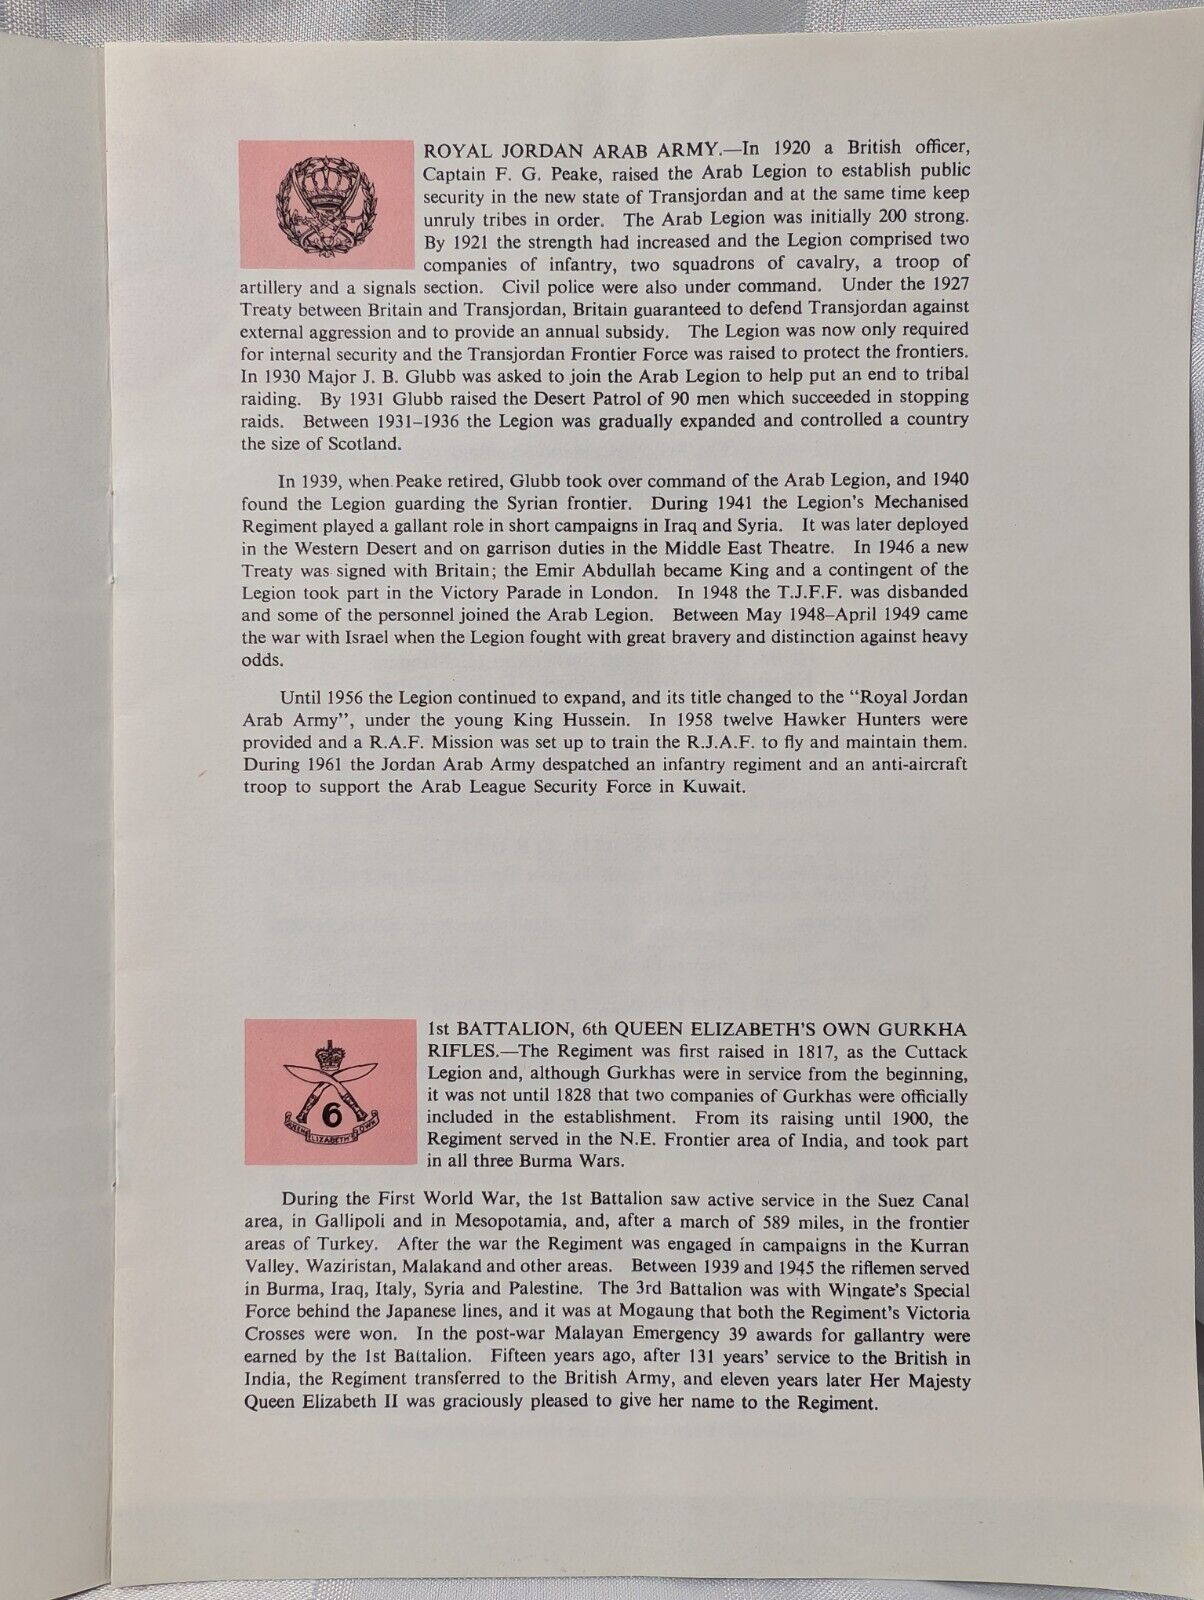 ROYAL JORDAN ARAB ARMY.—In 1920 a British officer,
Captain F. G. Peake, raised the Arab Legion to establish public
security in the new state of Transjordan and at the same time keep
unruly tribes in order. The Arab Legion was initially 200 strong.
By 1921 the strength had increased and the Legion comprised two
companies of infantry, two squadrons of cavalry, a troop of
artillery and a signals section. Civil police were also under command. Under the 1927
Treaty between Britain and Transjordan, Britain guaranteed to defend Transjordan against
external aggression and to provide an annual subsidy. The Legion was now only required
for internal security and the Transjordan Frontier Force was raised to protect the frontiers.
In 1930 Major J. B. Glubb was asked to join the Arab Legion to help put an end to tribal
raiding. By 1931 Glubb raised the Desert Patrol of 90 men which succeeded in stopping
raids. Between 1931–1936 the Legion was gradually expanded and controlled a country
the size of Scotland.
In 1939, when Peake retired, Glubb took over command of the Arab Legion, and 1940
found the Legion guarding the Syrian frontier. During 1941 the Legion's Mechanised
Regiment played a gallant role in short campaigns in Iraq and Syria. It was later deployed
in the Western Desert and on garrison duties in the Middle East Theatre. In 1946 a new
Treaty was signed with Britain; the Emir Abdullah became King and a contingent of the
Legion took part in the Victory Parade in London. In 1948 the T.J.F.F. was disbanded
and some of the personnel joined the Arab Legion. Between May 1948–April 1949 came
the war with Israel when the Legion fought with great bravery and distinction against heavy
odds.
Until 1956 the Legion continued to expand, and its title changed to the "Royal Jordan
Arab Army", under the young King Hussein. In 1958 twelve Hawker Hunters were
provided and a R.A.F. Mission was set up to train the R.J.A.F. to fly and maintain them.
During 1961 the Jordan Arab Army despatched an infantry regiment and an anti-aircraft
troop to support the Arab League Security Force in Kuwait.
6
QUEEN ELIZABETH'S OWN
1st BATTALION, 6th QUEEN ELIZABETH'S OWN GURKHA
RIFLES.—The Regiment was first raised in 1817, as the Cuttack
Legion and, although Gurkhas were in service from the beginning,
it was not until 1828 that two companies of Gurkhas were officially
included in the establishment. From its raising until 1900, the
Regiment served in the N.E. Frontier area of India, and took part
in all three Burma Wars.
During the First World War, the 1st Battalion saw active service in the Suez Canal
area, in Gallipoli and in Mesopotamia, and, after a march of 589 miles, in the frontier
areas of Turkey. After the war the Regiment was engaged in campaigns in the Kurran
Valley, Waziristan, Malakand and other areas. Between 1939 and 1945 the riflemen served
in Burma, Iraq, Italy, Syria and Palestine. The 3rd Battalion was with Wingate's Special
Force behind the Japanese lines, and it was at Mogaung that both the Regiment's Victoria
Crosses were won. In the post-war Malayan Emergency 39 awards for gallantry were
earned by the 1st Battalion. Fifteen years ago, after 131 years' service to the British in
India, the Regiment transferred to the British Army, and eleven years later Her Majesty
Queen Elizabeth II was graciously pleased to give her name to the Regiment.